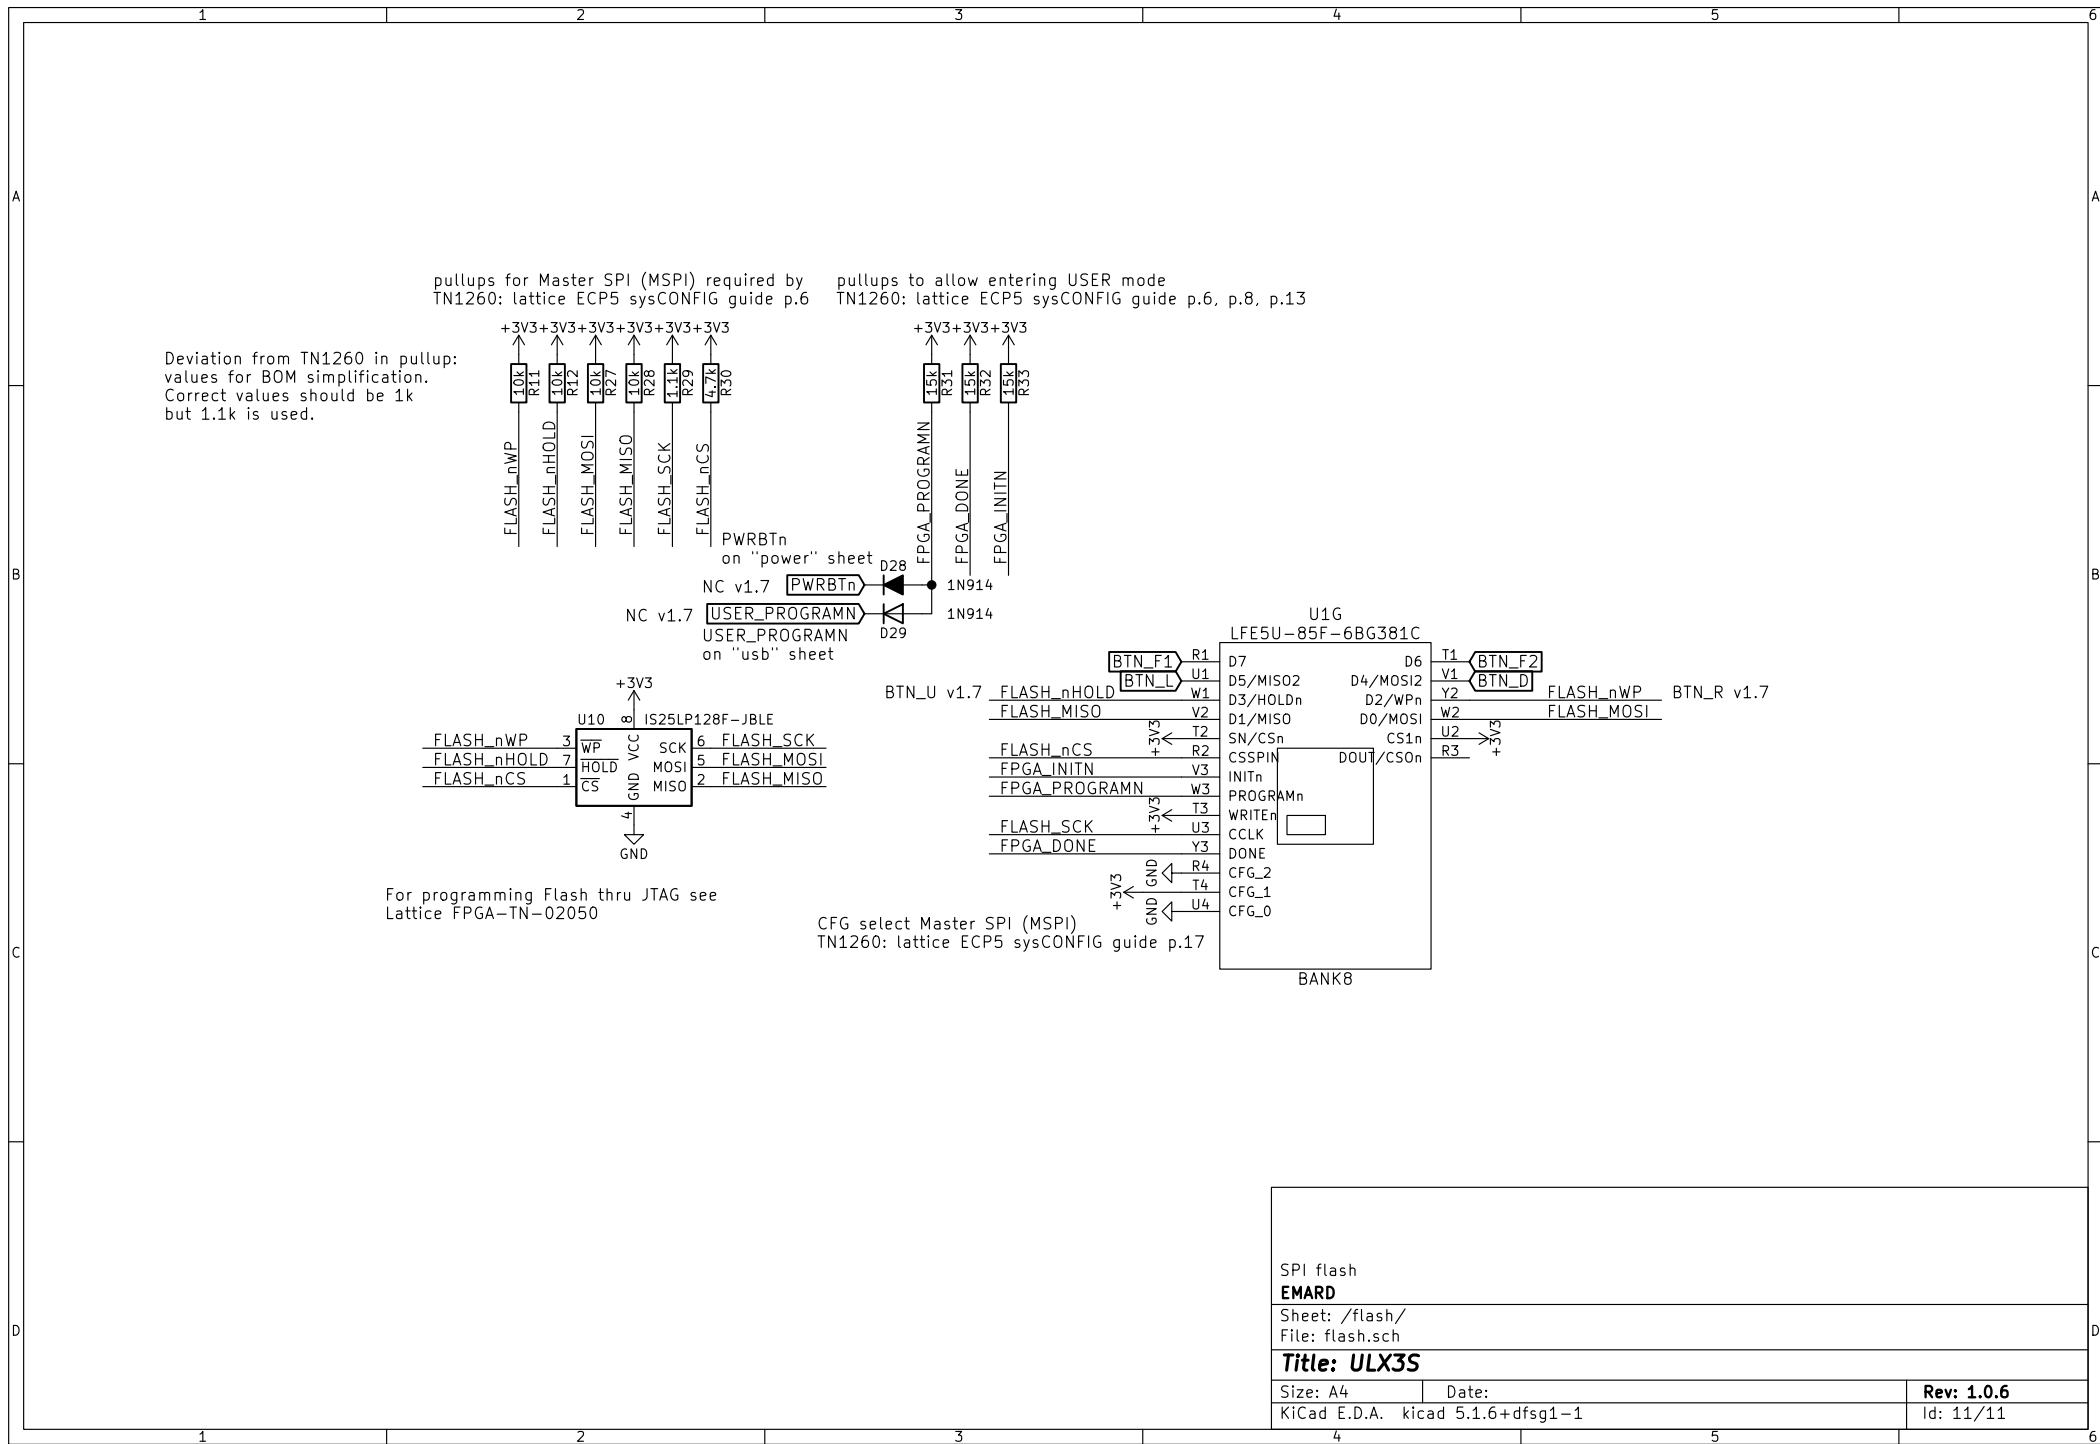 1 2 3 4 5 6
A A
B B
C C
D D
pullups for Master SPI (MSPI) required by
TN1260: lattice ECP5 sysCONFIG guide p.6
pullups to allow entering USER mode
TN1260: lattice ECP5 sysCONFIG guide p.6, p.8, p.13
+3V3 +3V3 +3V3 +3V3 +3V3 +3V3
+3V3 +3V3 +3V3
Deviation from TN1260 in pullup:
values for BOM simplification.
Correct values should be 1k
but 1.1k is used.
10k R11
10k R12
10k R27
10k R28
1.1k R29
4.7k R30
15k R31
15k R32
15k R33
FLASH_nWP
FLASH_nHOLD
FLASH_MOSI
FLASH_MISO
FLASH_SCK
FLASH_nCS
FPGA_PROGRAMN
FPGA_DONE
FPGA_INITN
PWRBTn
on "power" sheet
D28
NC v1.7 PWRBTn 1N914
NC v1.7 USER_PROGRAMN 1N914
D29
USER_PROGRAMN
on "usb" sheet
+3V3
U10 8 IS25LP128F-JBLE
FLASH_nWP 3 WP VCC SCK 6 FLASH_SCK
FLASH_nHOLD 7 HOLD MOSI 5 FLASH_MOSI
FLASH_nCS 1 CS GND MISO 2 FLASH_MISO
4
GND
For programming Flash thru JTAG see
Lattice FPGA-TN-02050
U1G
LFE5U-85F-6BG381C
BTN_F1 R1 D7 D6 T1 BTN_F2
BTN_L U1 D5/MISO2 D4/MOSI2 V1 BTN_D
BTN_U v1.7 FLASH_nHOLD W1 D3/HOLDn D2/WPn Y2 FLASH_nWP BTN_R v1.7
FLASH_MISO V2 D1/MISO D0/MOSI W2 FLASH_MOSI
+3V3 T2 SN/CSn CS1n U2 +3V3
FLASH_nCS R2 CSSPIN DOUT/CSOn R3
FPGA_INITN V3 INITn
FPGA_PROGRAMN W3 PROGRAMn
+3V3 T3 WRITEn
FLASH_SCK U3 CCLK
FPGA_DONE Y3 DONE
GND R4 CFG_2
+3V3 T4 CFG_1
GND U4 CFG_0
CFG select Master SPI (MSPI)
TN1260: lattice ECP5 sysCONFIG guide p.17
BANK8
SPI flash
EMARD
Sheet: /flash/
File: flash.sch
Title: ULX3S
Size: A4 Date: Rev: 1.0.6
KiCad E.D.A. kicad 5.1.6+dfsg1-1 Id: 11/11
1 2 3 4 5 6